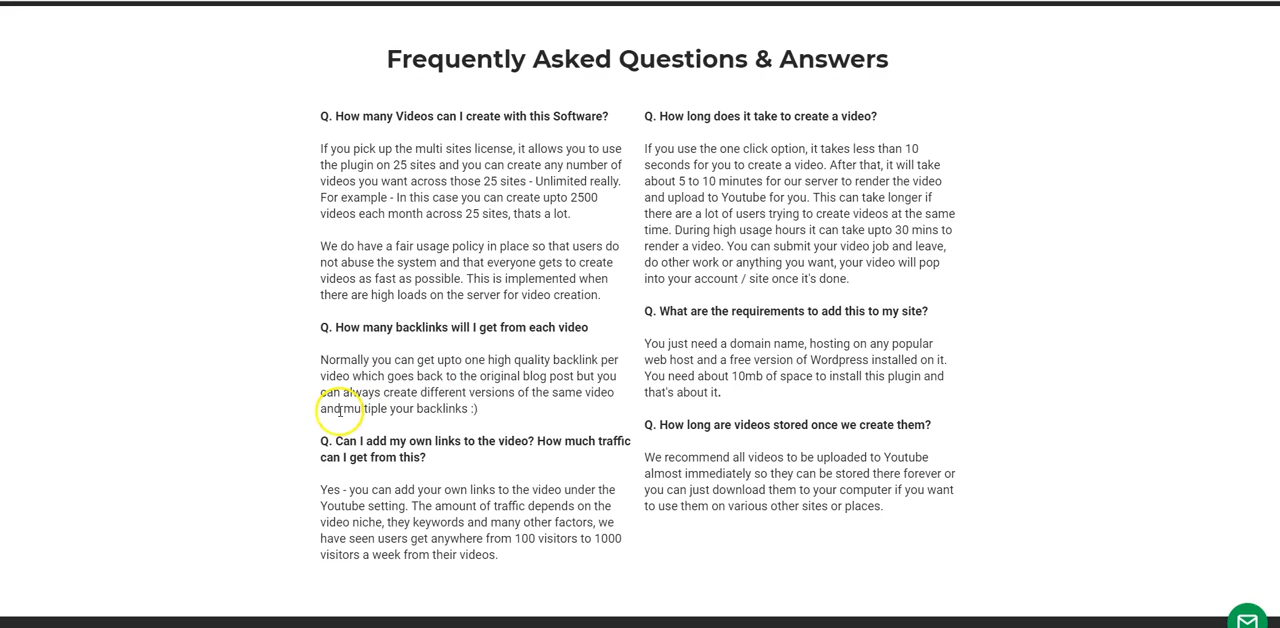 Frequently Asked Questions & Answers
Q. How many Videos can I create with this Software?
If you pick up the multi sites license, it allows you to use
the plugin on 25 sites and you can create any number of
videos you want across those 25 sites - Unlimited really.
For example - In this case you can create upto 2500
videos each month across 25 sites, thats a lot.
We do have a fair usage policy in place so that users do
not abuse the system and that everyone gets to create
videos as fast as possible. This is implemented when
there are high loads on the server for video creation.
Q. How many backlinks will I get from each video
Normally you can get upto one high quality backlink per
video which goes back to the original blog post but you
can always create different versions of the same video
and multiple your backlinks :)
Q. Can I add my own links to the video? How much traffic
can I get from this?
Yes - you can add your own links to the video under the
Youtube setting. The amount of traffic depends on the
video niche, they keywords and many other factors, we
have seen users get anywhere from 100 visitors to 1000
visitors a week from their videos.
Q. How long does it take to create a video?
If you use the one click option, it takes less than 10
seconds for you to create a video. After that, it will take
about 5 to 10 minutes for our server to render the video
and upload to Youtube for you. This can take longer if
there are a lot of users trying to create videos at the same
time. During high usage hours it can take upto 30 mins to
render a video. You can submit your video job and leave,
do other work or anything you want, your video will pop
into your account / site once it's done.
Q. What are the requirements to add this to my site?
You just need a domain name, hosting on any popular
web host and a free version of Wordpress installed on it.
You need about 10mb of space to install this plugin and
that's about it.
Q. How long are videos stored once we create them?
We recommend all videos to be uploaded to Youtube
almost immediately so they can be stored there forever or
you can just download them to your computer if you want
to use them on various other sites or places.